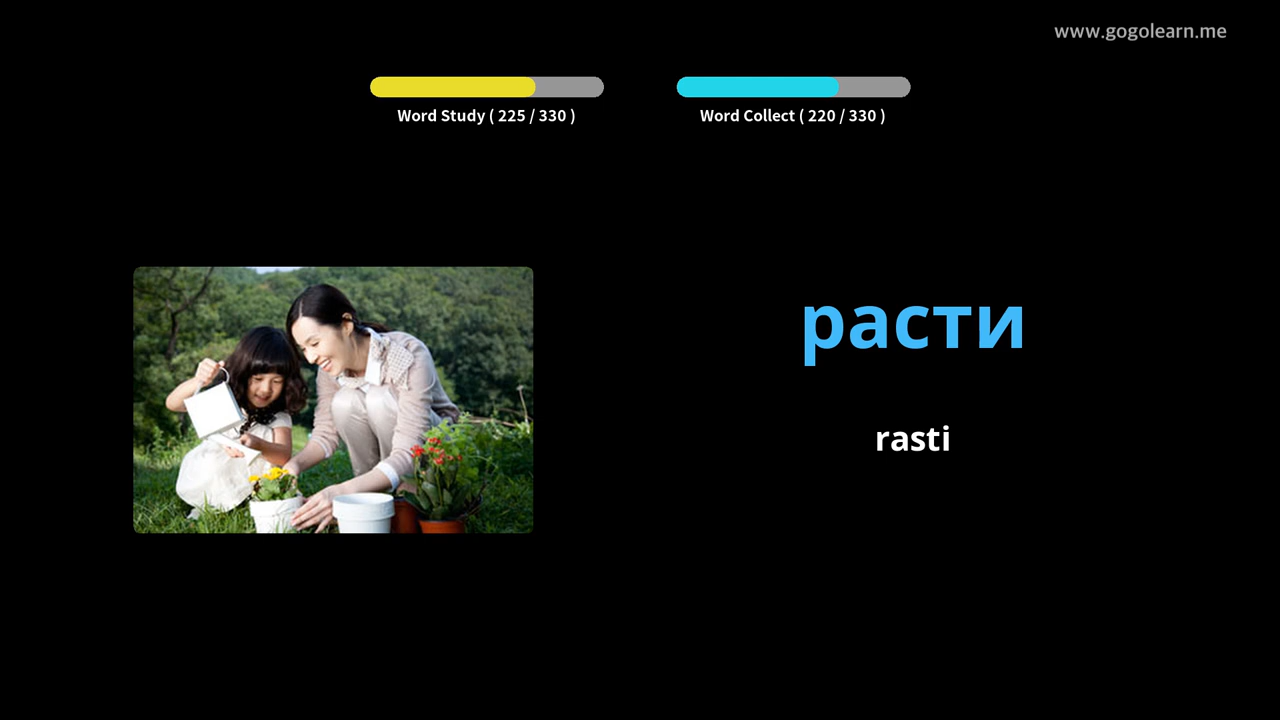 www.gogolearn.me
Word Study ( 225 / 330 )
Word Collect ( 220 / 330 )
расти
rasti